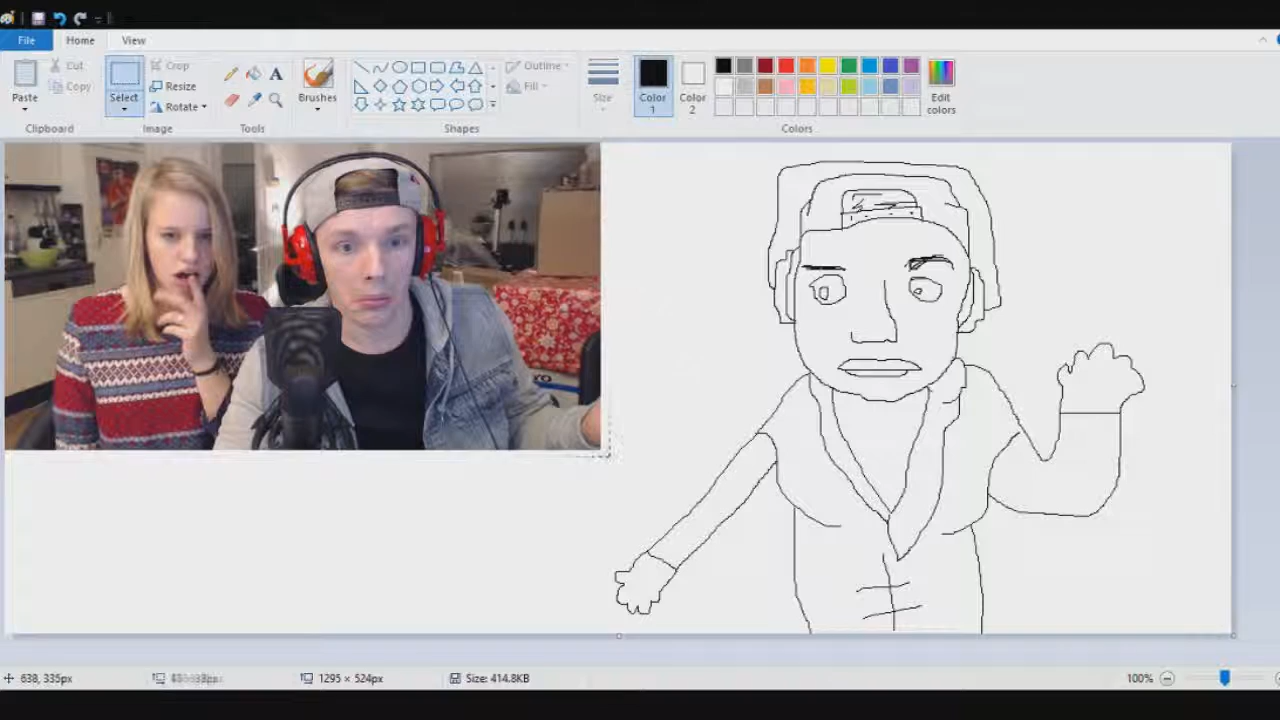 File Home View
Paste
Cut
Copy
Clipboard
Select
Crop
Resize
Rotate
Image
Tools
Brushes
Outline
Fill
Shapes
Size
Color 1
Color 2
Edit colors
Colors
638, 335px
1295 × 524px
Size: 414.8KB
100%